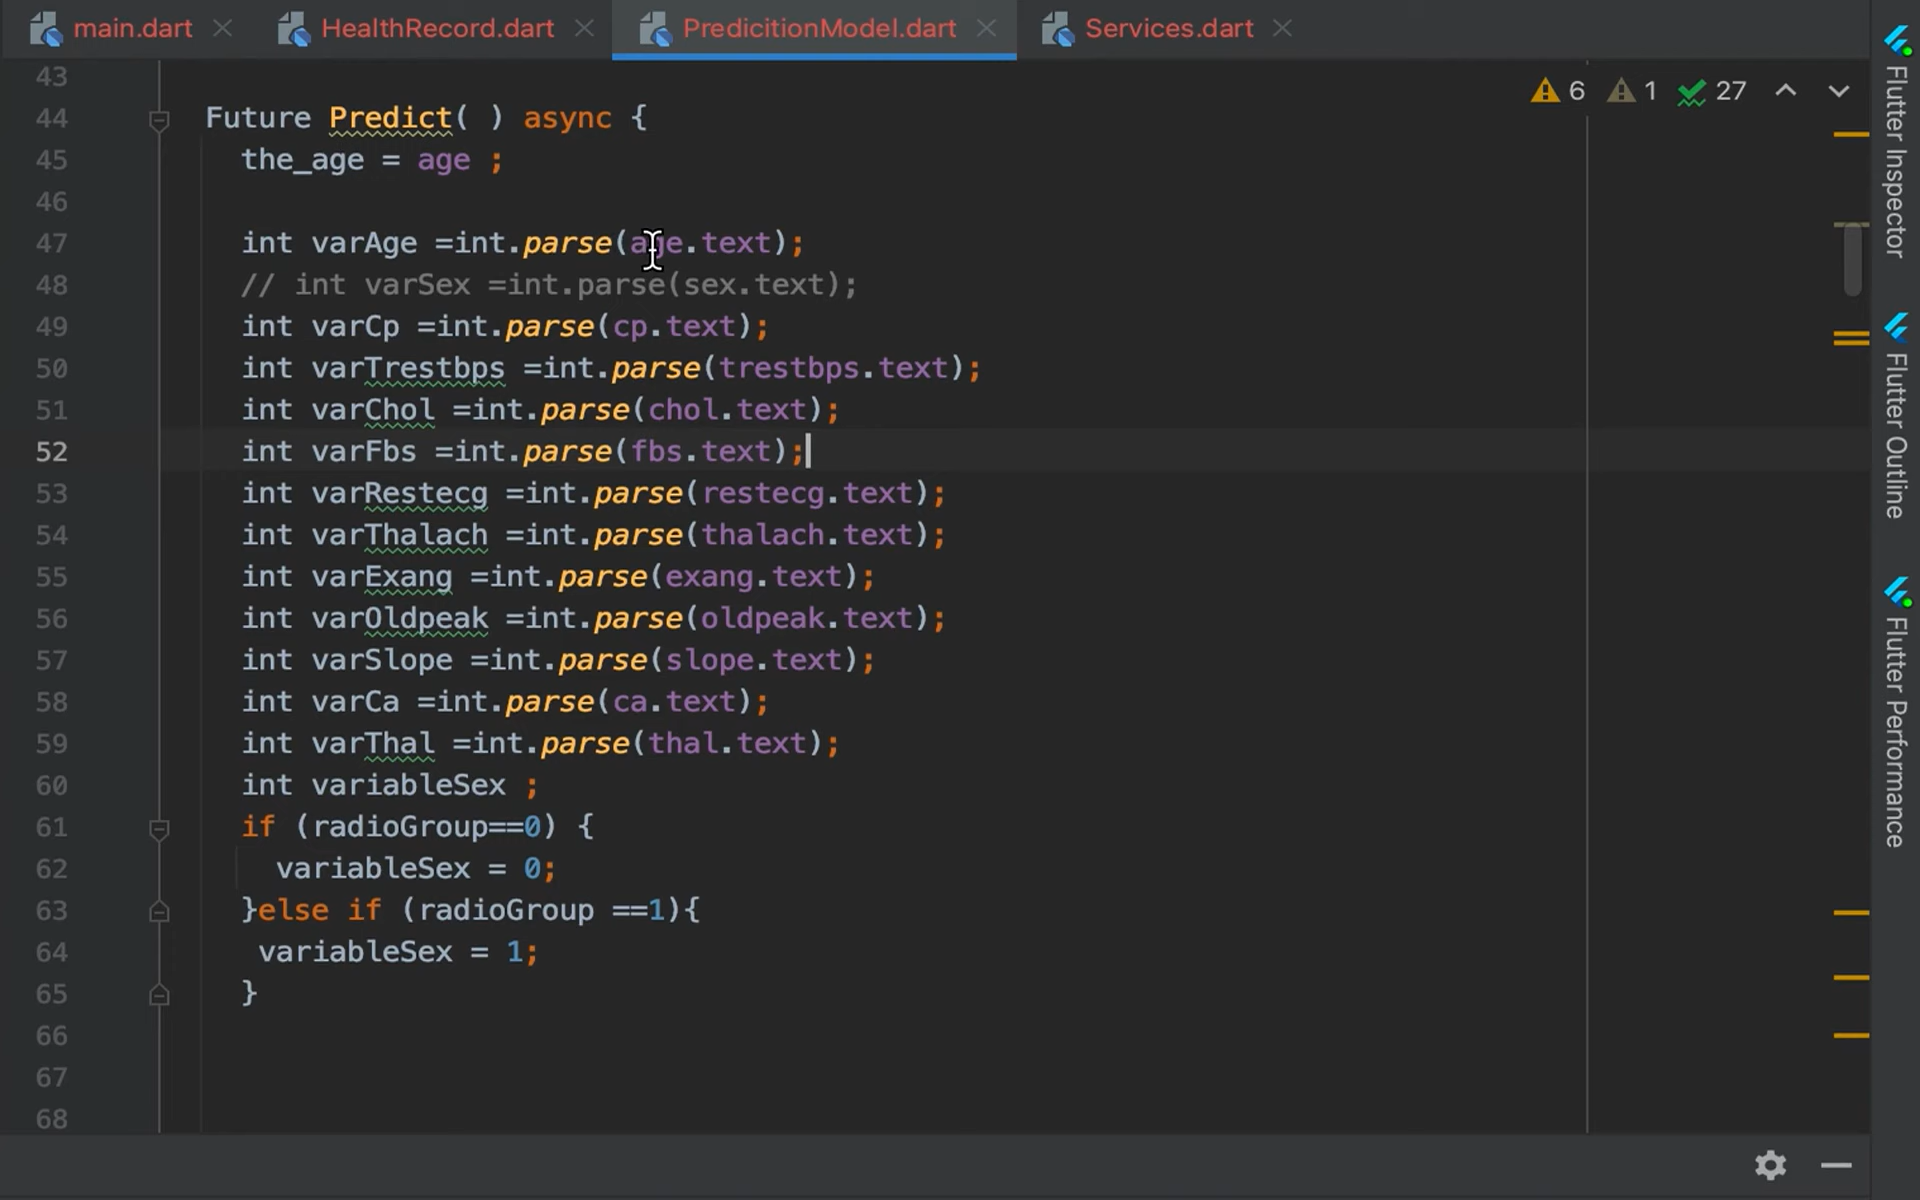 main.dart
HealthRecord.dart
PredicitionModel.dart
Services.dart
6
1
27
43
44 Future Predict( ) async {
45 the_age = age ;
46
47 int varAge =int.parse(age.text);
48 // int varSex =int.parse(sex.text);
49 int varCp =int.parse(cp.text);
50 int varTrestbps =int.parse(trestbps.text);
51 int varChol =int.parse(chol.text);
52 int varFbs =int.parse(fbs.text);
53 int varRestecg =int.parse(restecg.text);
54 int varThalach =int.parse(thalach.text);
55 int varExang =int.parse(exang.text);
56 int varOldpeak =int.parse(oldpeak.text);
57 int varSlope =int.parse(slope.text);
58 int varCa =int.parse(ca.text);
59 int varThal =int.parse(thal.text);
60 int variableSex ;
61 if (radioGroup==0) {
62 variableSex = 0;
63 }else if (radioGroup ==1){
64 variableSex = 1;
65 }
66
67
68
Flutter Inspector
Flutter Outline
Flutter Performance